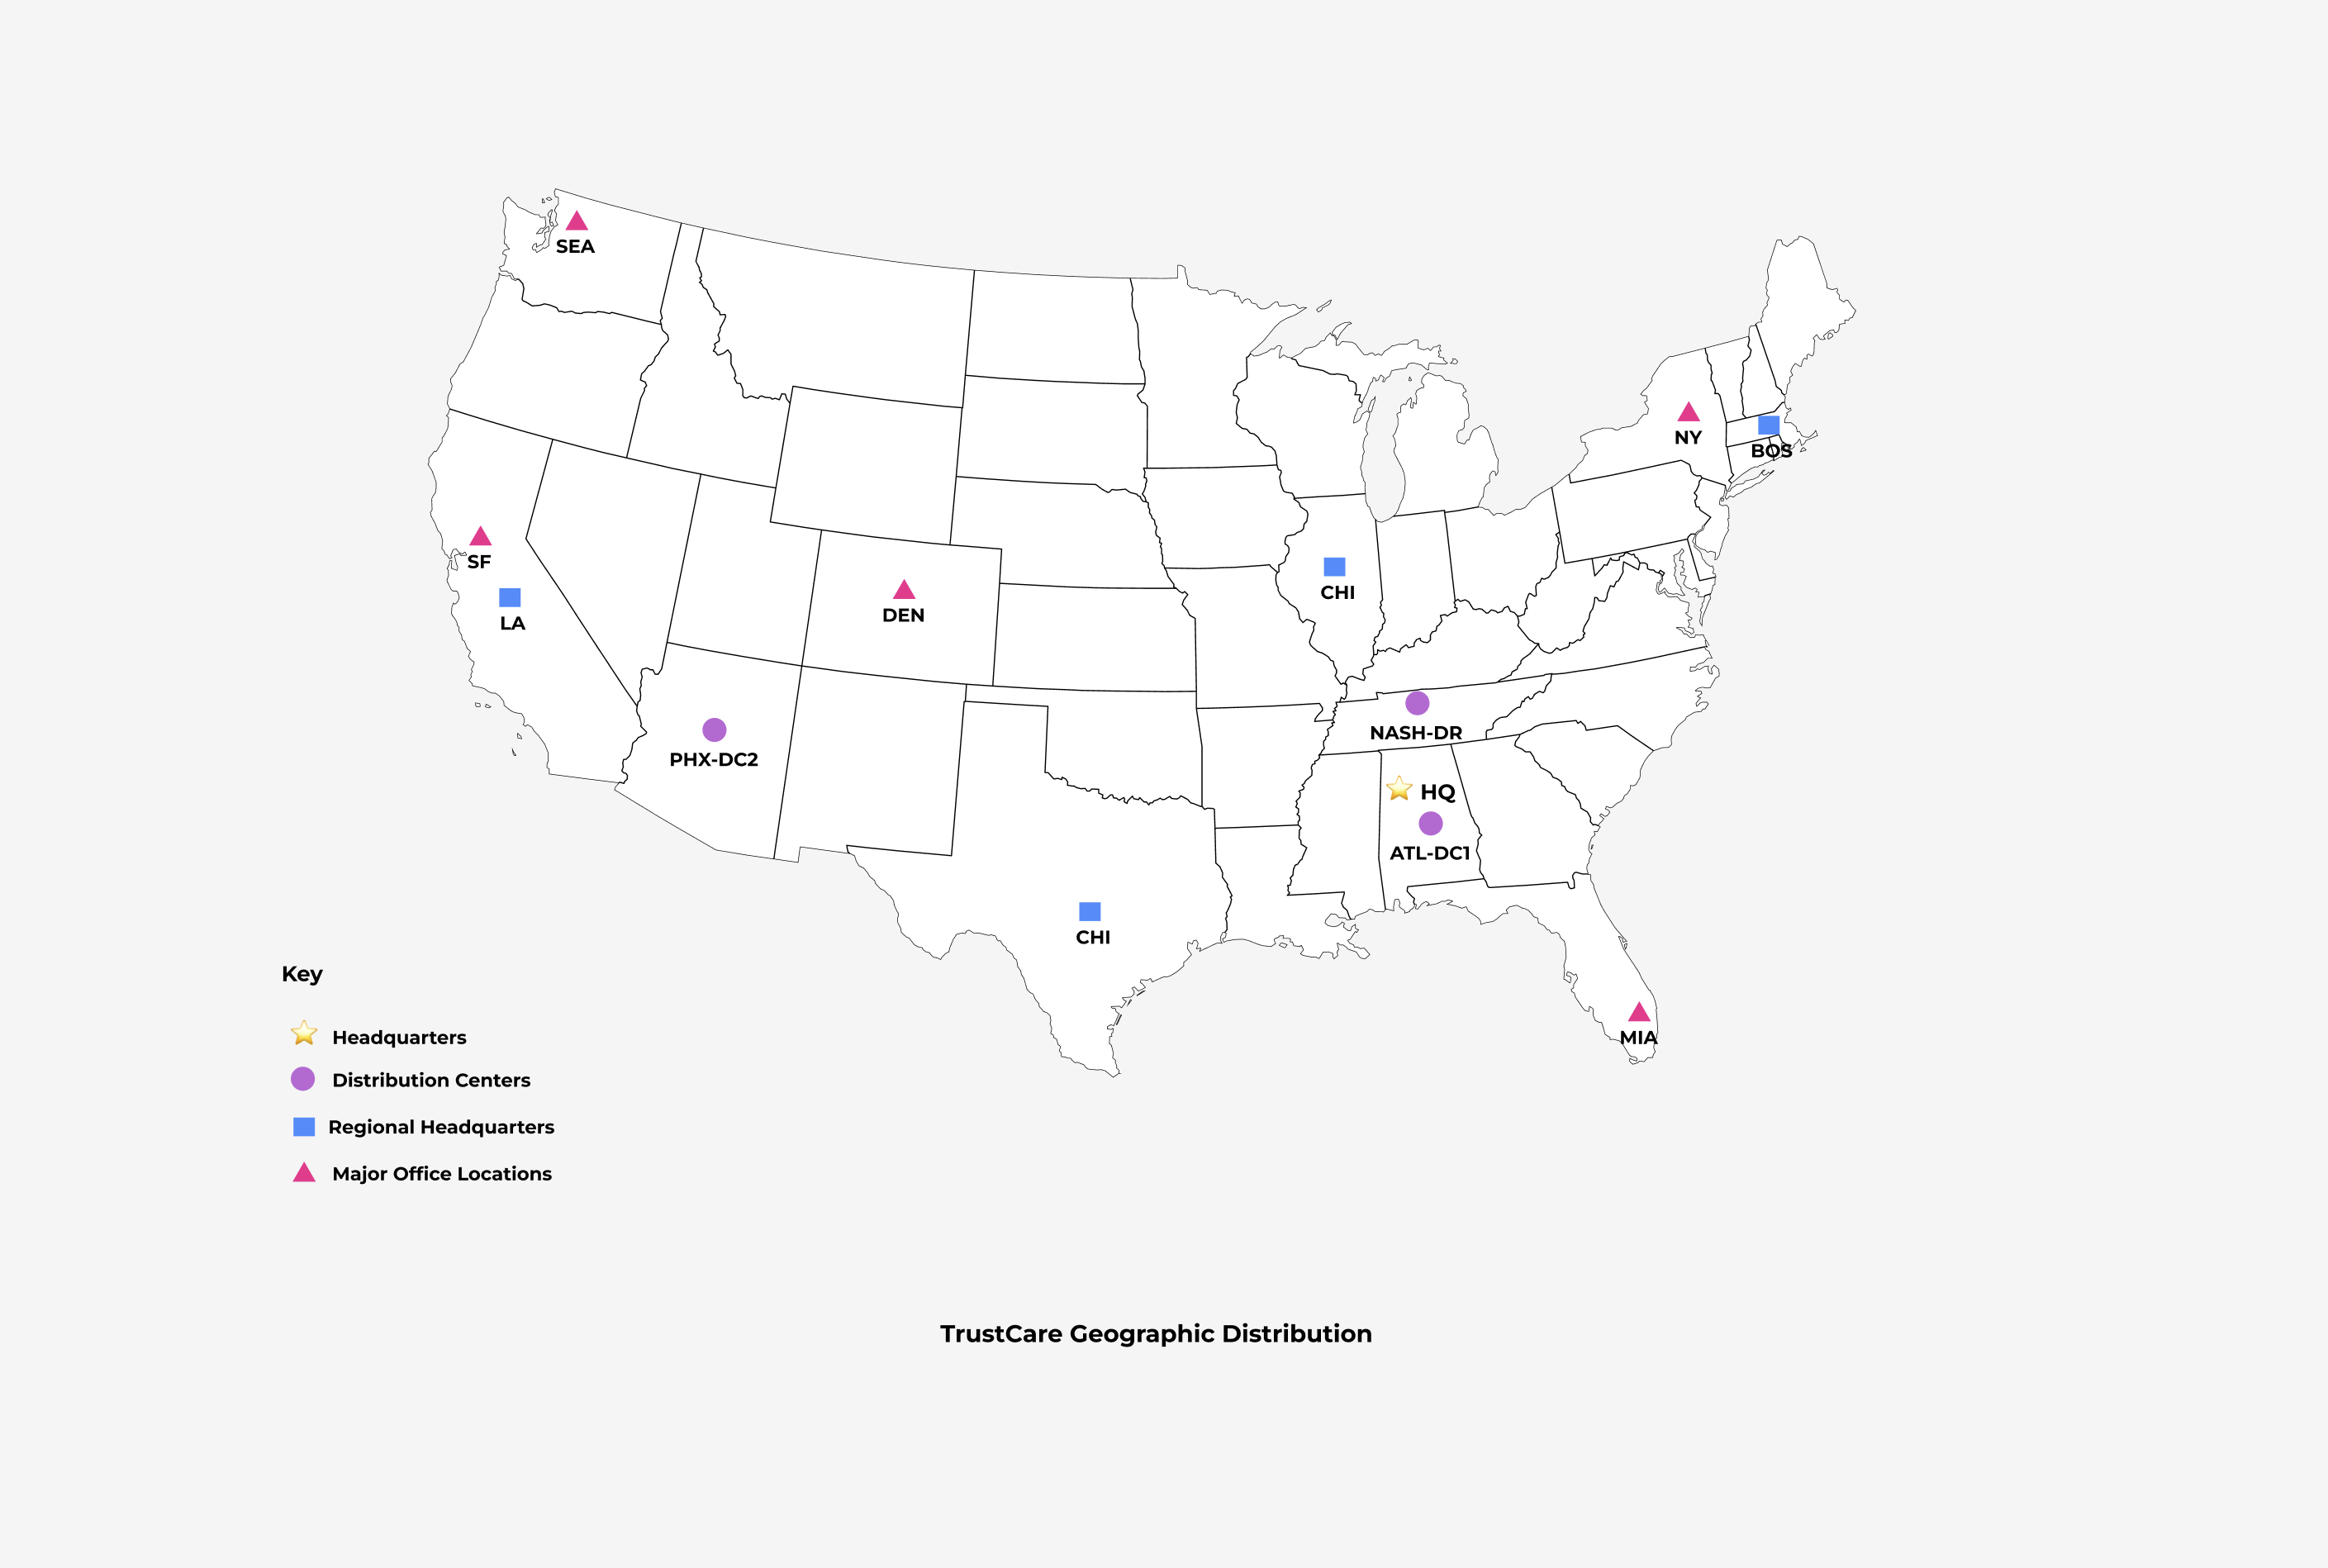 SEA
NY
BOS
SF
CHI
LA
DEN
NASH-DR
PHX-DC2
HQ
ATL-DC1
CHI
MIA
Key
Headquarters
Distribution Centers
Regional Headquarters
Major Office Locations
TrustCare Geographic Distribution